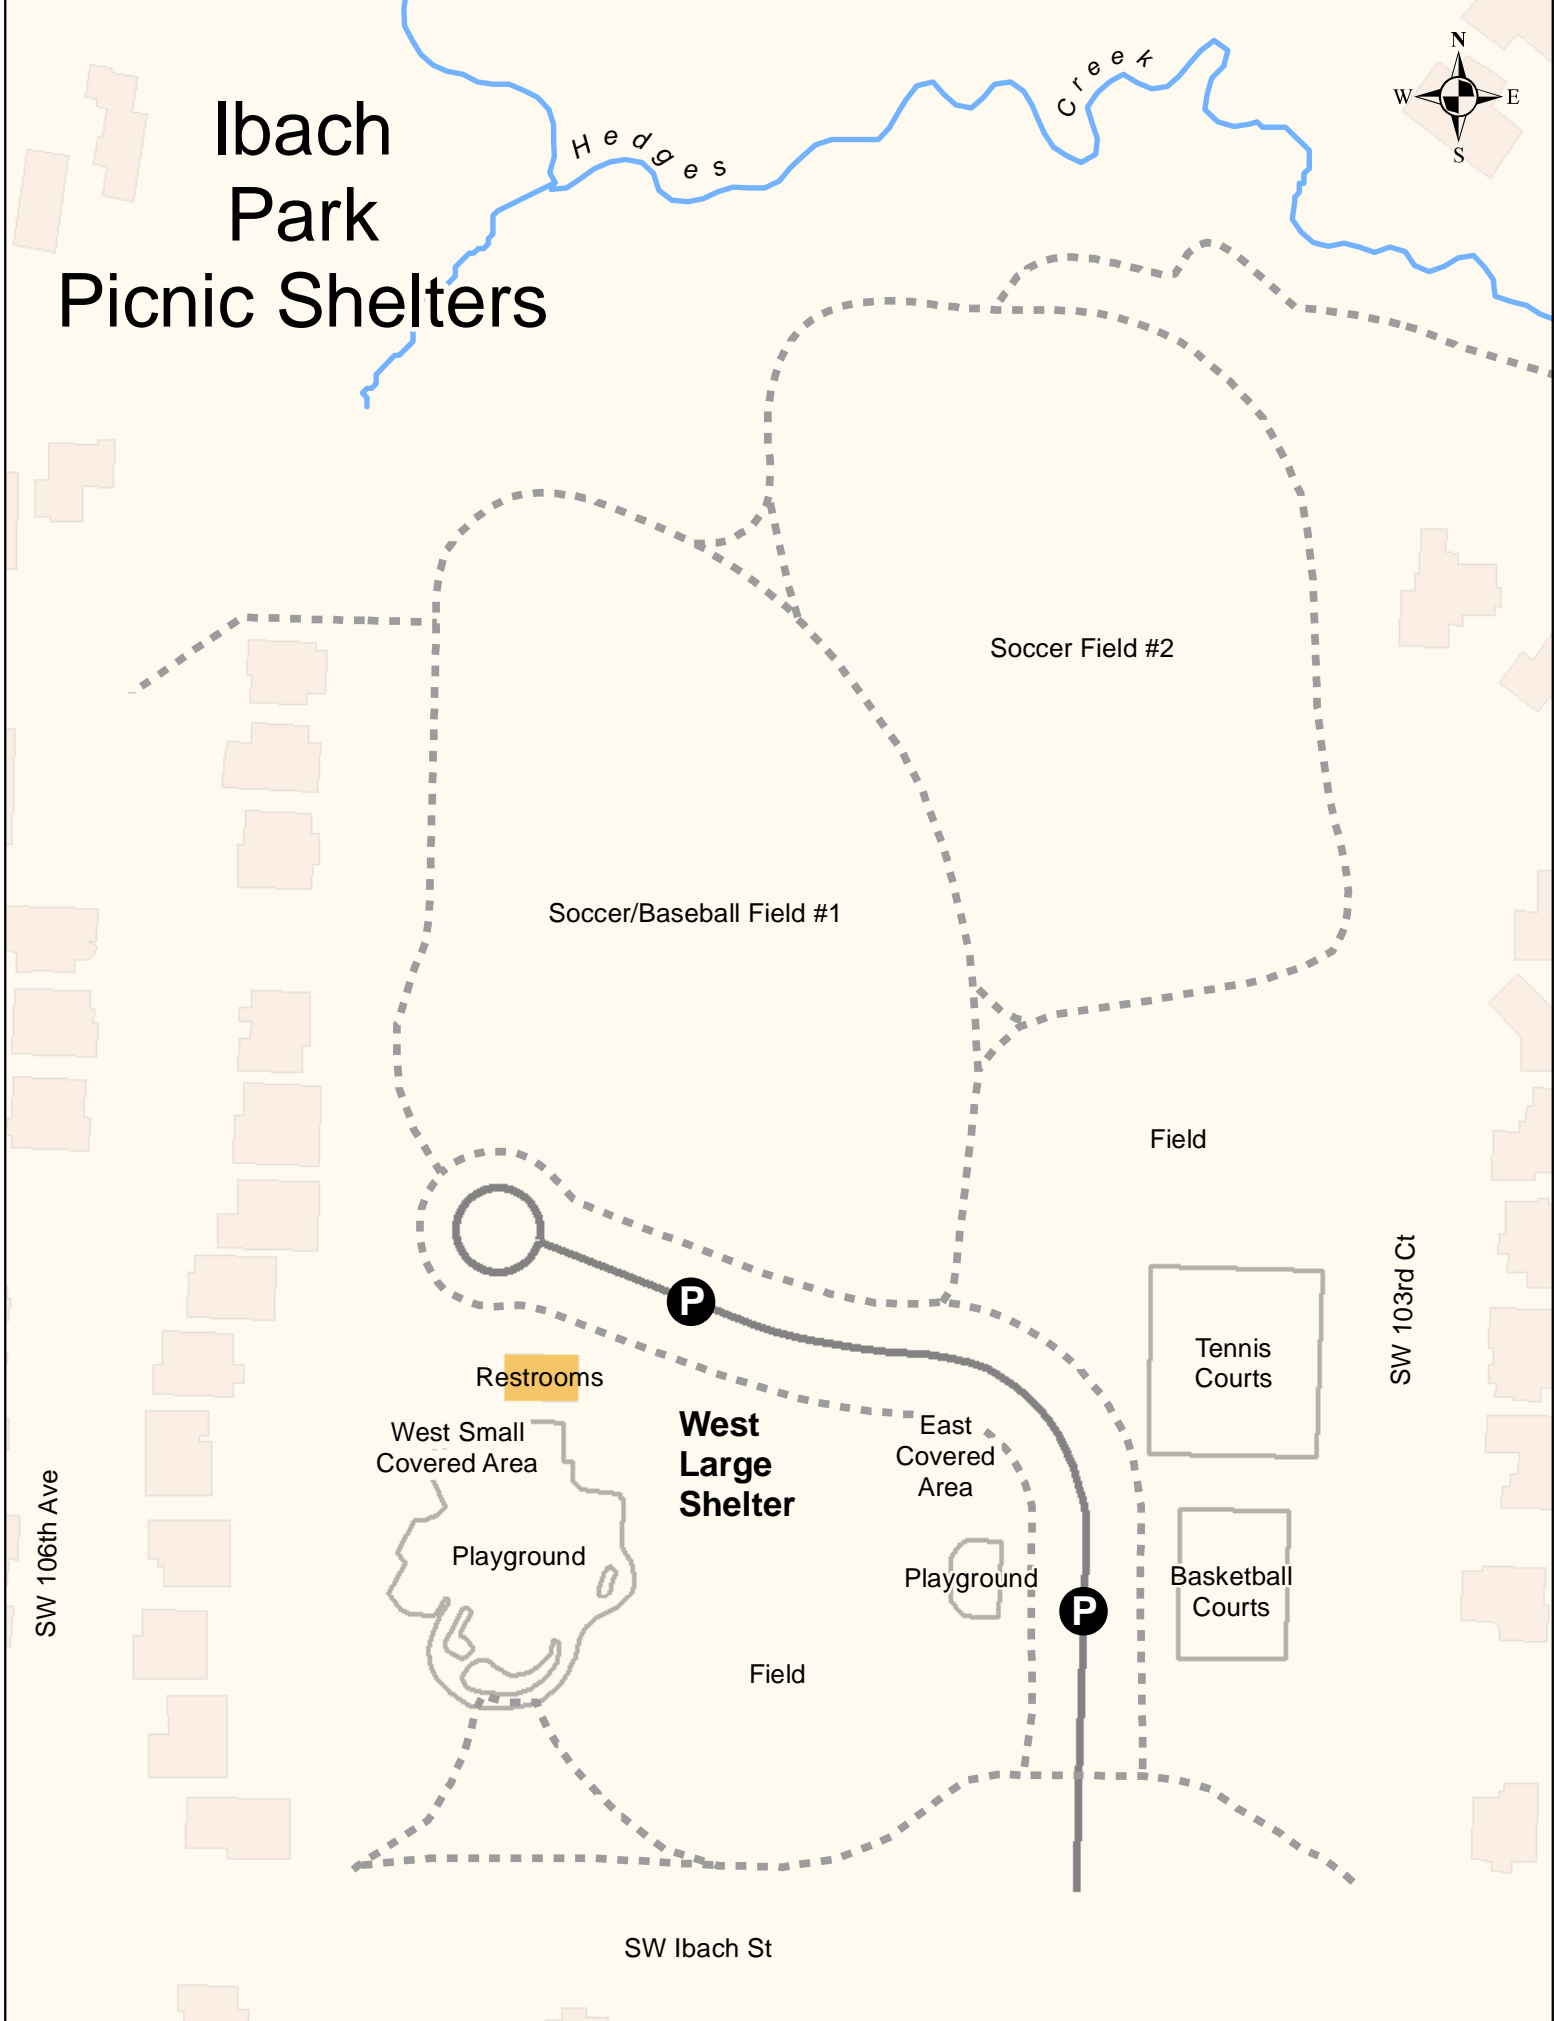 Ibach
Park
Picnic Shelters
Hedges
Creek
N
W
E
S
Soccer Field #2
Soccer/Baseball Field #1
Field
SW 103rd Ct
P
Tennis
Courts
Restrooms
West Small
Covered Area
West
Large
Shelter
East
Covered
Area
SW 106th Ave
Playground
Playground
P
Basketball
Courts
Field
SW Ibach St